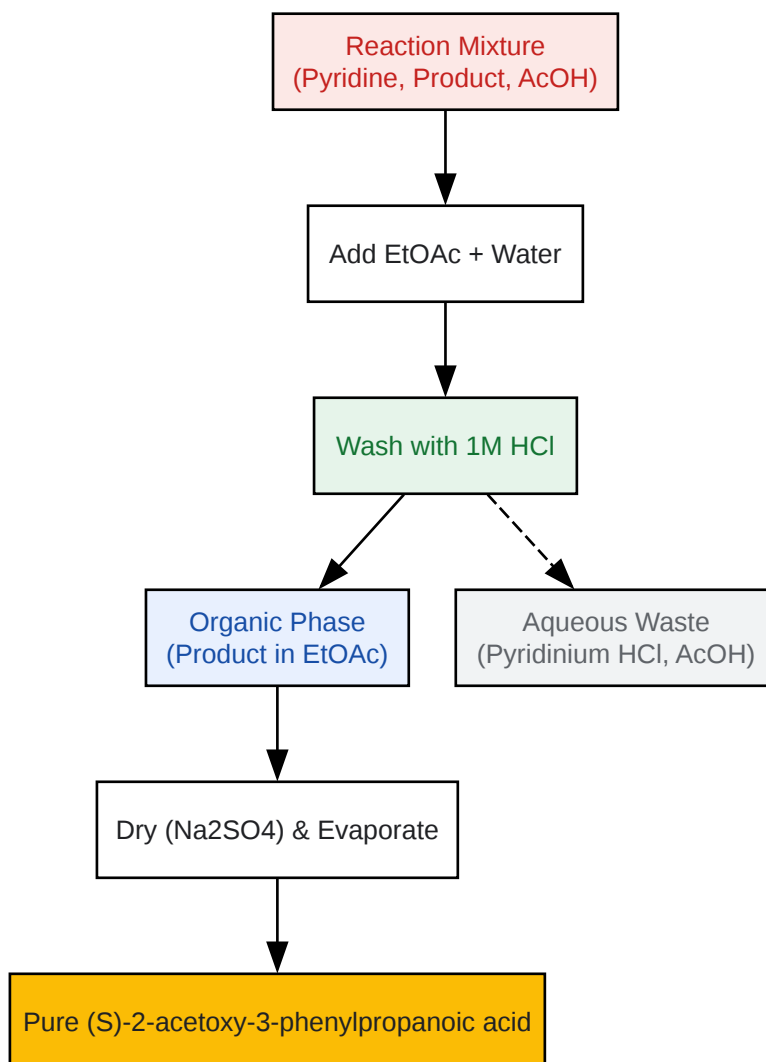 Reaction Mixture
(Pyridine, Product, AcOH)
Add EtOAc + Water
Wash with 1M HCl
Organic Phase
(Product in EtOAc)
Aqueous Waste
(Pyridinium HCl, AcOH)
Dry (Na2SO4) & Evaporate
Pure (S)-2-acetoxy-3-phenylpropanoic acid